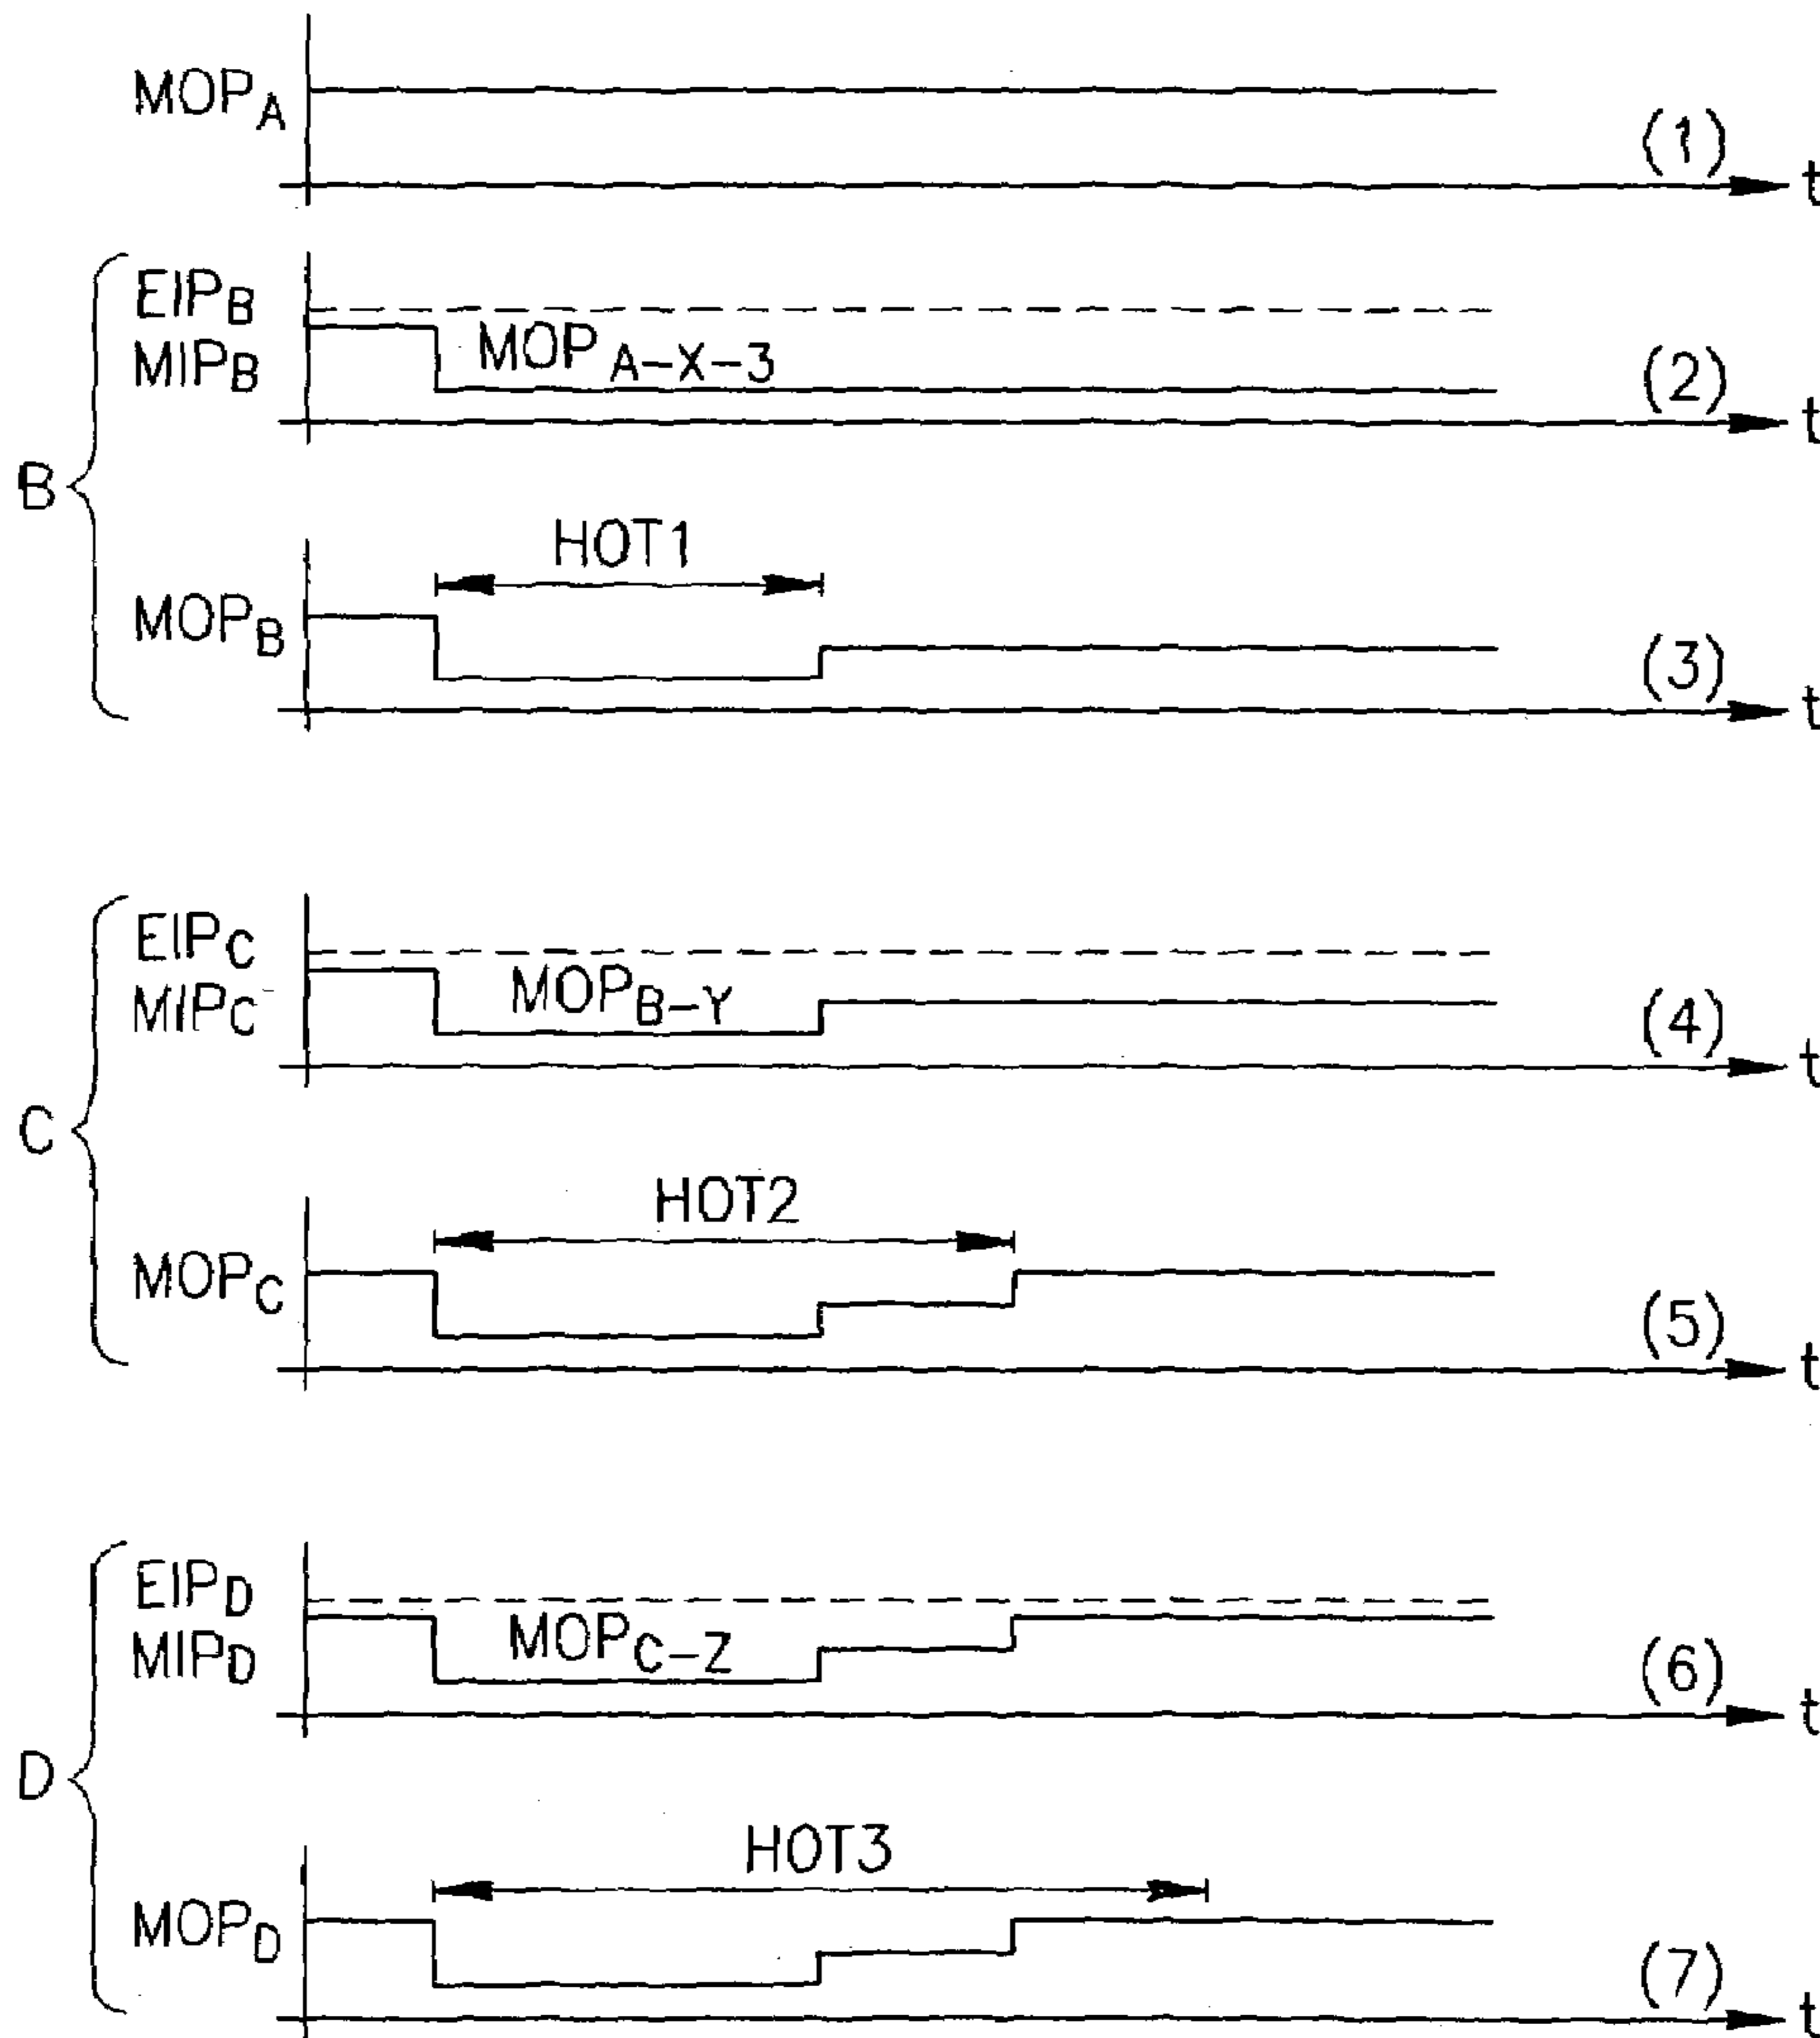 MOPA
(1)
t
EIPB
MIPB
MOP A-X-3
(2)
t
B
HOT1
MOPB
(3)
t
EIPC
MIPC
MOPB-Y
(4)
t
C
HOT2
MOPC
(5)
t
EIPD
MIPD
MOPC-Z
(6)
t
D
HOT3
MOPD
(7)
t